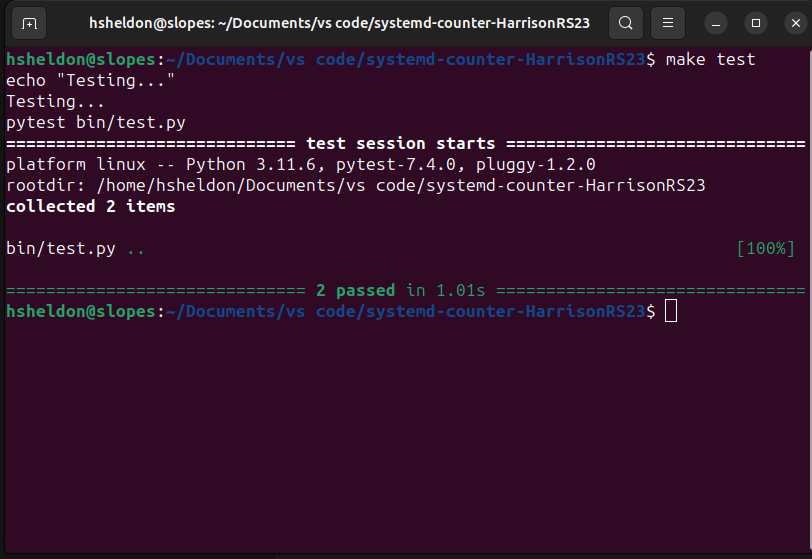 hsheldon@slopes: ~/Documents/vs code/systemd-counter-HarrisonRS23
hsheldon@slopes:~/Documents/vs code/systemd-counter-HarrisonRS23$ make test
echo "Testing..."
Testing...
pytest bin/test.py
============================= test session starts ==============================
platform linux -- Python 3.11.6, pytest-7.4.0, pluggy-1.2.0
rootdir: /home/hsheldon/Documents/vs code/systemd-counter-HarrisonRS23
collected 2 items
bin/test.py .. [100%]
============================== 2 passed in 1.01s ===============================
hsheldon@slopes:~/Documents/vs code/systemd-counter-HarrisonRS23$